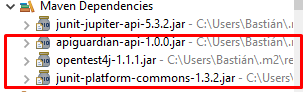 Maven Dependencies
junit-jupiter-api-5.3.2.jar - C:\Users\Bastián\.
apiguardian-api-1.0.0.jar - C:\Users\Bastián\
opentest4j-1.1.1.jar - C:\Users\Bastián\.m2\re
junit-platform-commons-1.3.2.jar - C:\Users\